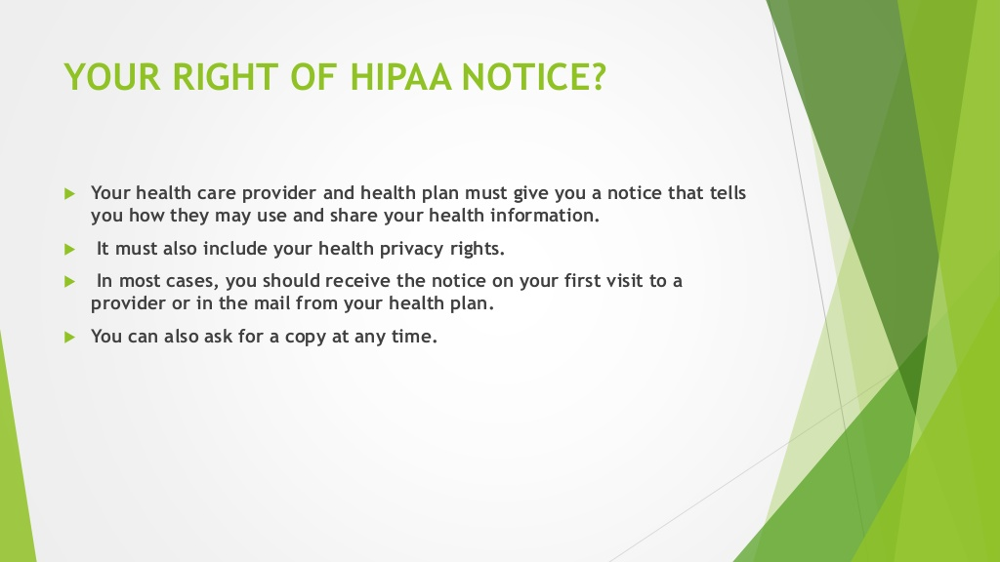 YOUR RIGHT OF HIPAA NOTICE?
Your health care provider and health plan must give you a notice that tells
you how they may use and share your health information.
It must also include your health privacy rights.
In most cases, you should receive the notice on your first visit to a
provider or in the mail from your health plan.
You can also ask for a copy at any time.